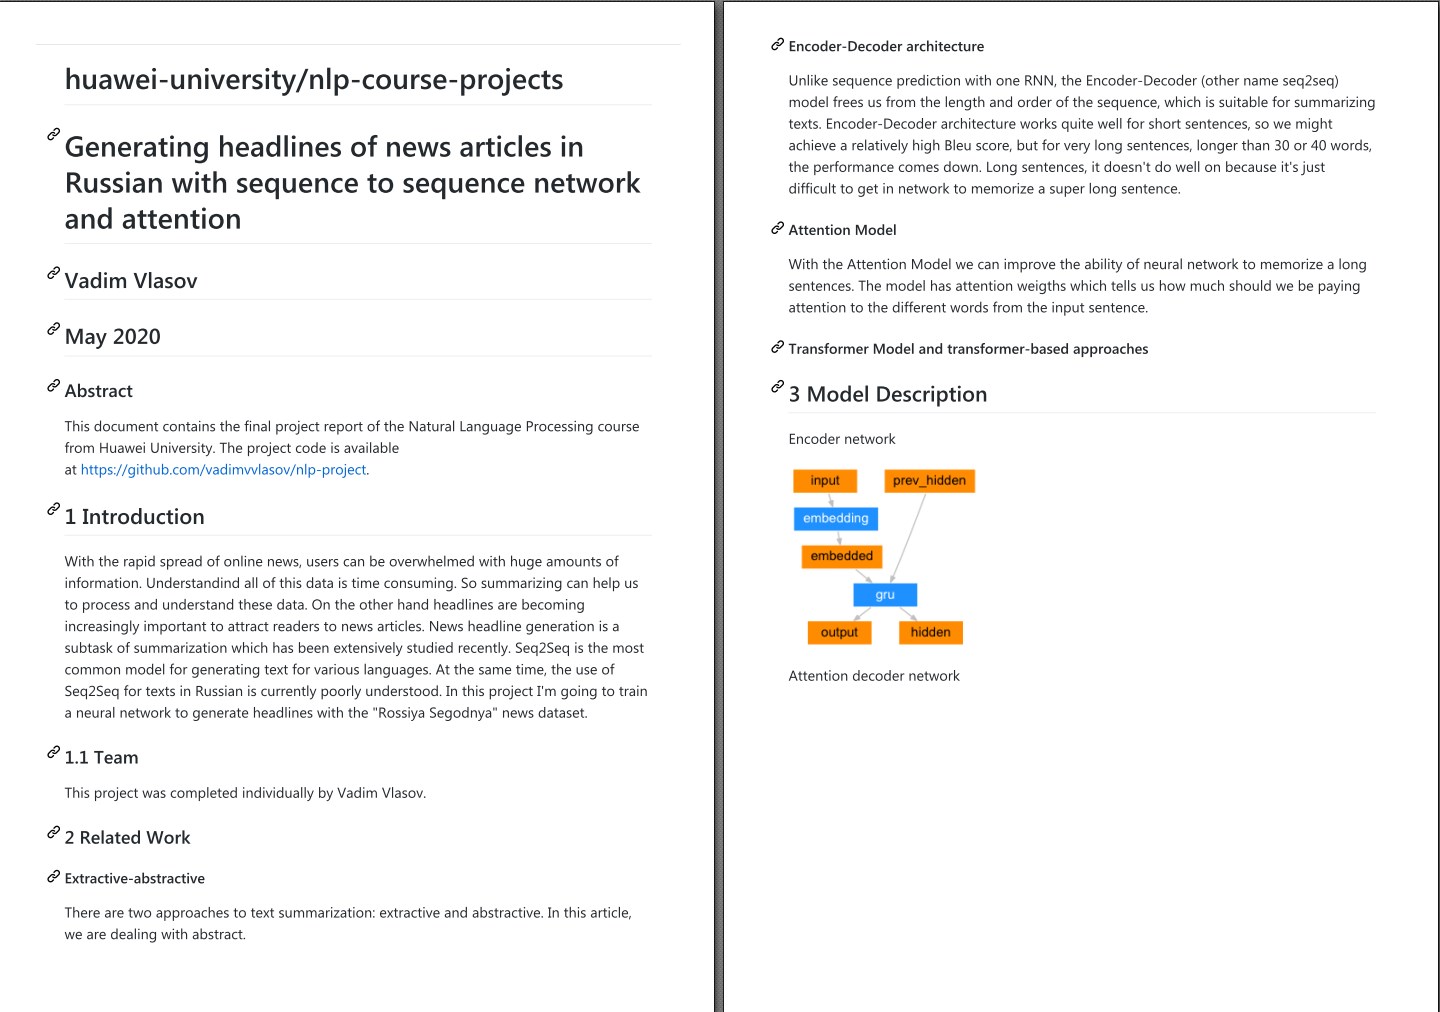 huawei-university/nlp-course-projects
Generating headlines of news articles in
Russian with sequence to sequence network
and attention
Vadim Vlasov
May 2020
Abstract
This document contains the final project report of the Natural Language Processing course
from Huawei University. The project code is available
at https://github.com/vadimvvlasov/nlp-project.
1 Introduction
With the rapid spread of online news, users can be overwhelmed with huge amounts of
information. Understandind all of this data is time consuming. So summarizing can help us
to process and understand these data. On the other hand headlines are becoming
increasingly important to attract readers to news articles. News headline generation is a
subtask of summarization which has been extensively studied recently. Seq2Seq is the most
common model for generating text for various languages. At the same time, the use of
Seq2Seq for texts in Russian is currently poorly understood. In this project I'm going to train
a neural network to generate headlines with the "Rossiya Segodnya" news dataset.
1.1 Team
This project was completed individually by Vadim Vlasov.
2 Related Work
Extractive-abstractive
There are two approaches to text summarization: extractive and abstractive. In this article,
we are dealing with abstract.
Encoder-Decoder architecture
Unlike sequence prediction with one RNN, the Encoder-Decoder (other name seq2seq)
model frees us from the length and order of the sequence, which is suitable for summarizing
texts. Encoder-Decoder architecture works quite well for short sentences, so we might
achieve a relatively high Bleu score, but for very long sentences, longer than 30 or 40 words,
the performance comes down. Long sentences, it doesn't do well on because it's just
difficult to get in network to memorize a super long sentence.
Attention Model
With the Attention Model we can improve the ability of neural network to memorize a long
sentences. The model has attention weigths which tells us how much should we be paying
attention to the different words from the input sentence.
Transformer Model and transformer-based approaches
3 Model Description
Encoder network
input prev_hidden
embedding
embedded
gru
output hidden
Attention decoder network